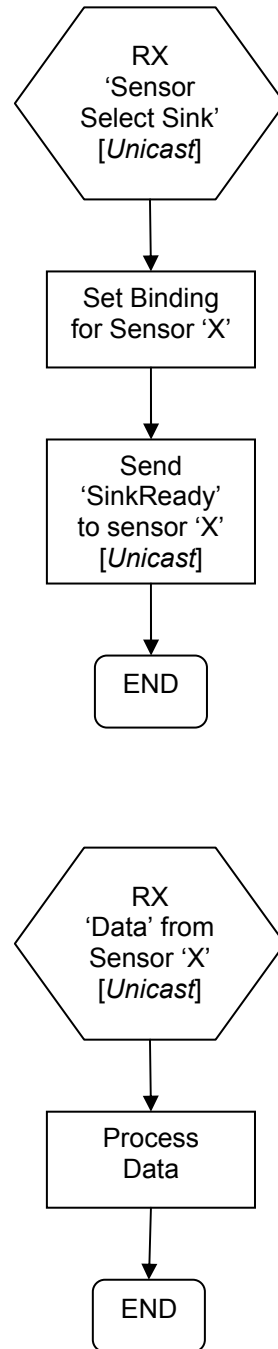 RX
‘Sensor
Select Sink’
[Unicast]
Set Binding
for Sensor ‘X’
Send
‘SinkReady’
to sensor ‘X’
[Unicast]
END
RX
‘Data’ from
Sensor ‘X’
[Unicast]
Process
Data
END